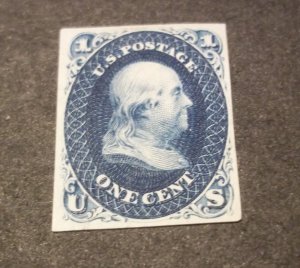 1 1
U.S. POSTAGE
ONE CENT
U S